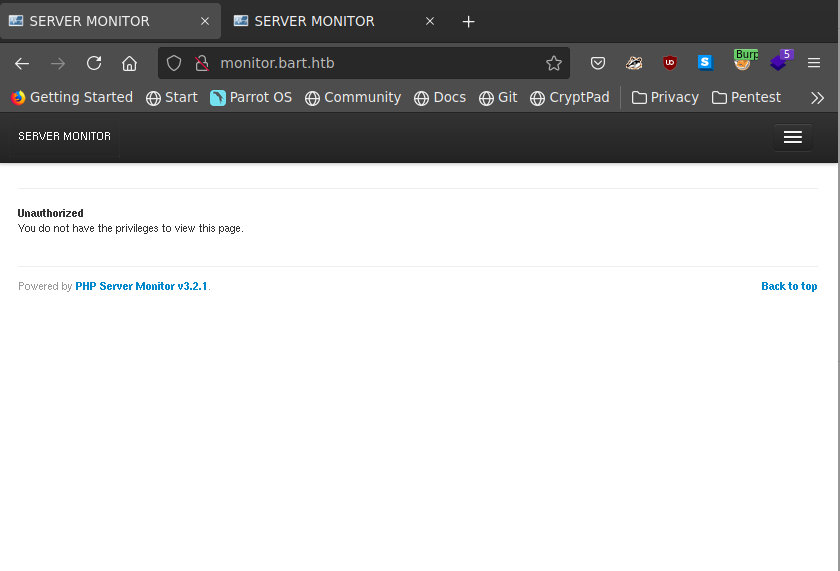 SERVER MONITOR SERVER MONITOR
monitor.bart.htb UD S Burp 5
Getting Started Start Parrot OS Community Docs Git CryptPad Privacy Pentest
SERVER MONITOR
Unauthorized
You do not have the privileges to view this page.
Powered by PHP Server Monitor v3.2.1. Back to top